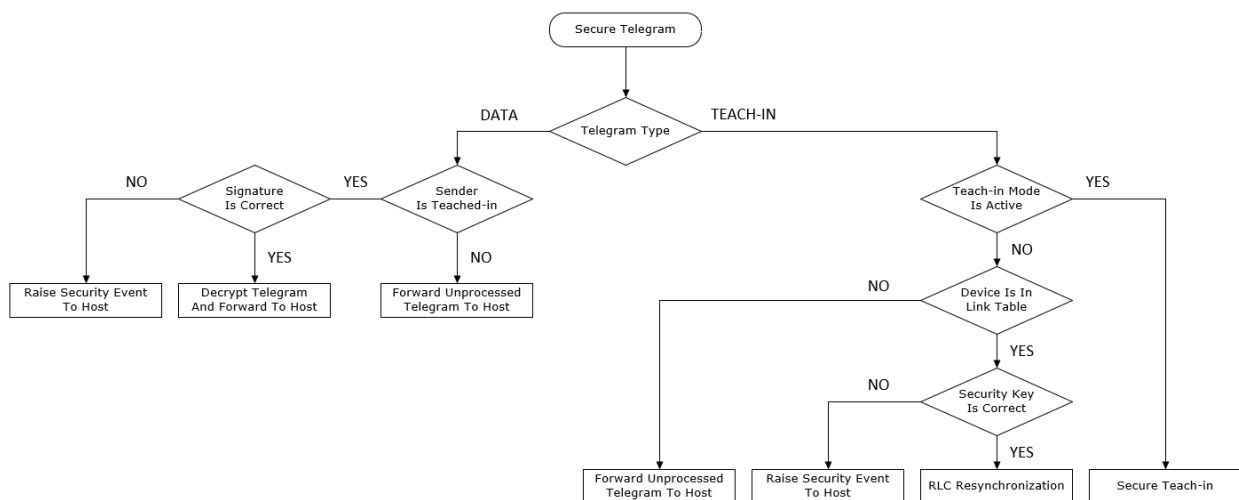 Secure Telegram
DATA
TEACH-IN
Telegram Type
NO
Signature
Is Correct
YES
Sender
Is Teached-in
Teach-in Mode
Is Active
YES
YES
NO
NO
Raise Security Event
To Host
Decrypt Telegram
And Forward To Host
Forward Unprocessed
Telegram To Host
NO
Device Is In
Link Table
YES
NO
Security Key
Is Correct
YES
Forward Unprocessed
Telegram To Host
Raise Security Event
To Host
RLC Resynchronization
Secure Teach-in